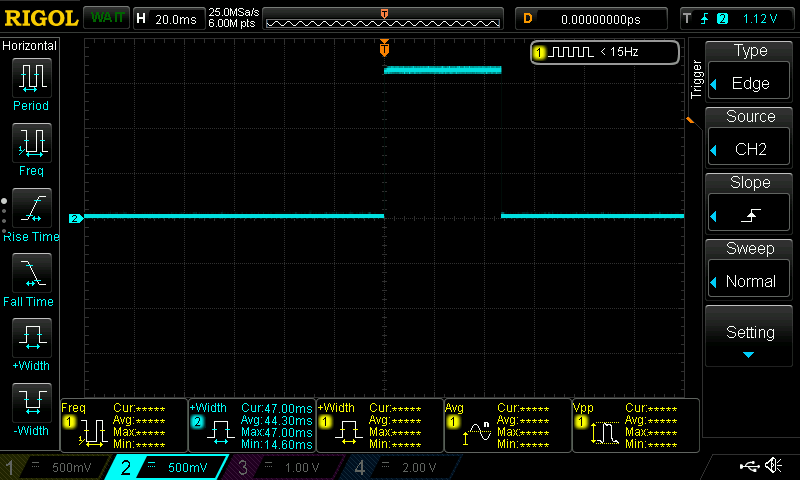 RIGOL WAIT H 20.0ms 25.0MSa/s 6.00M pts T D 0.00000000ps T 2 1.12 V
Horizontal
Period
Freq
Rise Time
Fall Time
+Width
-Width
T
1 < 15Hz
2
Trigger
Type
Edge
Source
CH2
Slope
Sweep
Normal
Setting
Freq
1
Cur:*****
Avg:*****
Max:*****
Min:*****
+Width
2
Cur:47.00ms
Avg:44.30ms
Max:47.00ms
Min:14.60ms
+Width
1
Cur:*****
Avg:*****
Max:*****
Min:*****
Avg
1
Cur:*****
Avg:*****
Max:*****
Min:*****
Vpp
1
Cur:*****
Avg:*****
Max:*****
Min:*****
1 500mV 2 500mV 3 1.00 V 4 2.00 V